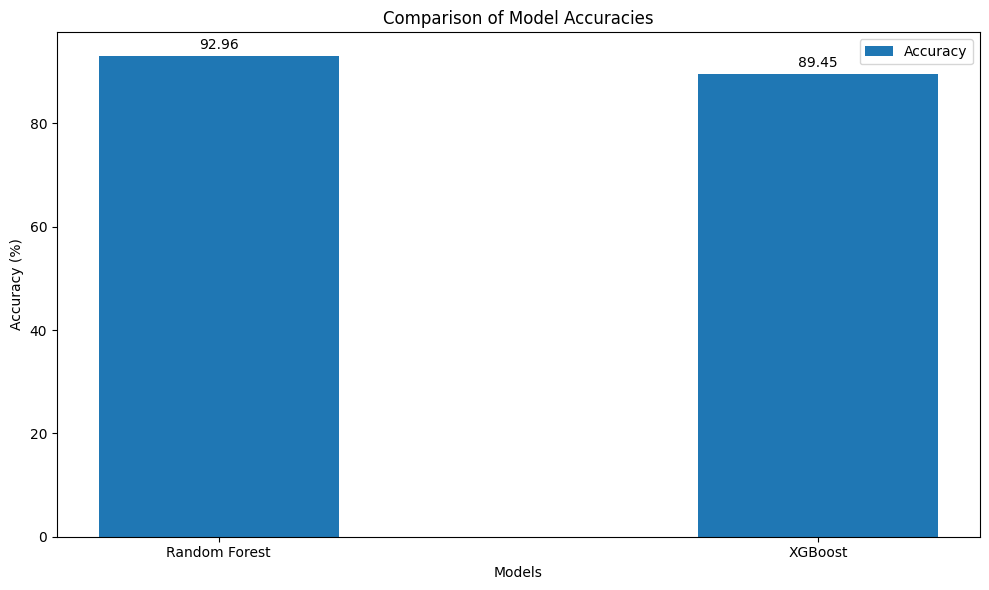 Comparison of Model Accuracies
92.96
89.45
Accuracy
Accuracy (%)
80
60
40
20
0
Random Forest
XGBoost
Models